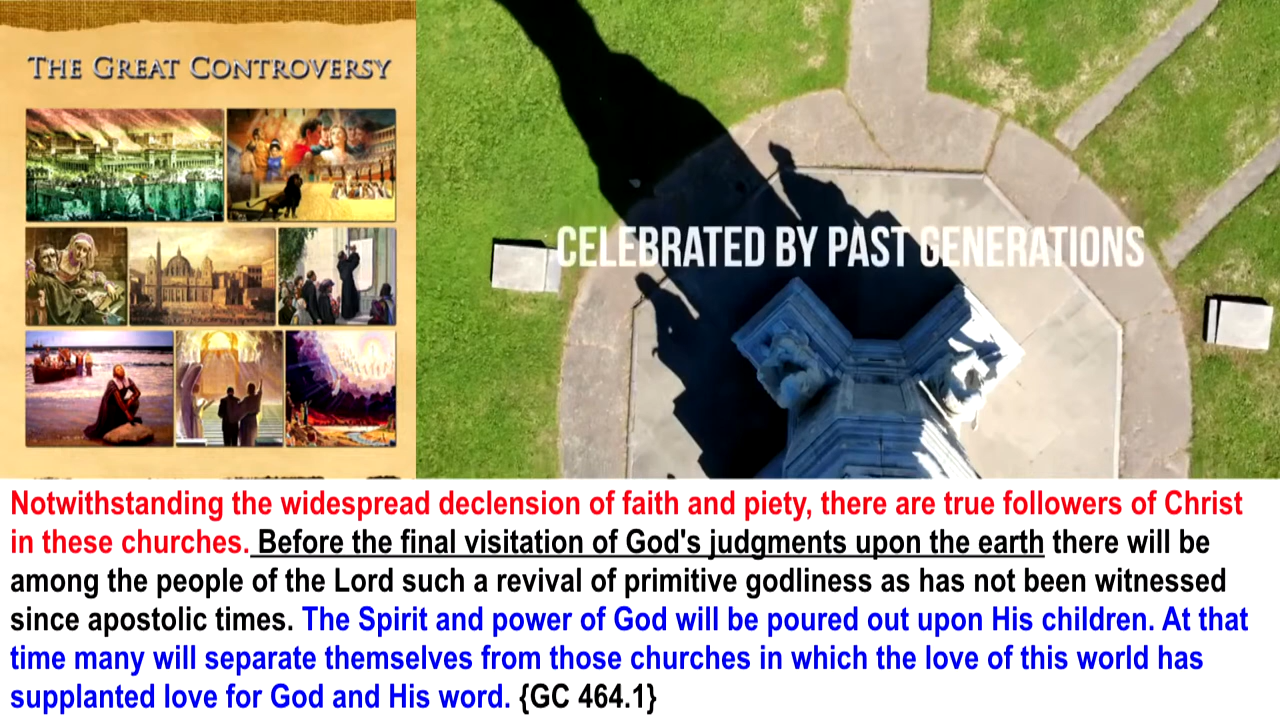 THE GREAT CONTROVERSY
CELEBRATED BY PAST GENERATIONS
Notwithstanding the widespread declension of faith and piety, there are true followers of Christ
in these churches. Before the final visitation of God's judgments upon the earth there will be
among the people of the Lord such a revival of primitive godliness as has not been witnessed
since apostolic times. The Spirit and power of God will be poured out upon His children. At that
time many will separate themselves from those churches in which the love of this world has
supplanted love for God and His word. {GC 464.1}